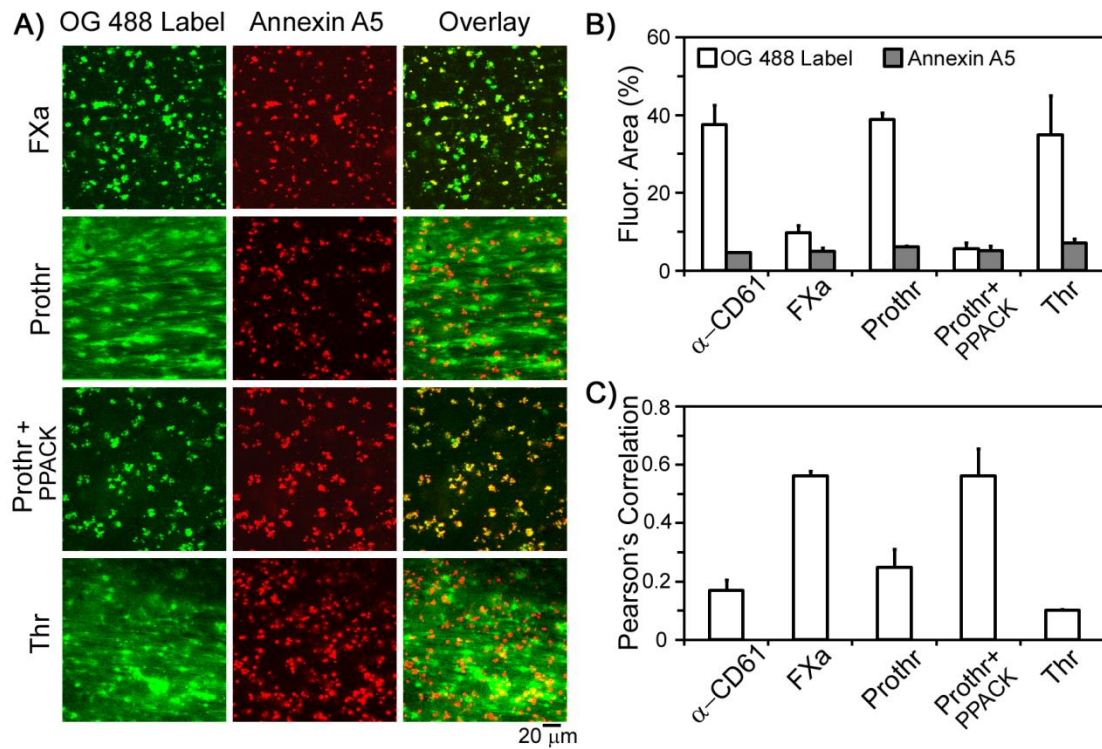 A) OG 488 Label Annexin A5 Overlay
FXa
Prothr
Prothr +
PPACK
Thr
20 μm
B)
Fluor. Area (%)
60
40
20
0
OG 488 Label Annexin A5
α–CD61 FXa Prothr Prothr+ Thr
PPACK
C)
Pearson's Correlation
0.8
0.6
0.4
0.2
0
α–CD61 FXa Prothr Prothr+ Thr
PPACK